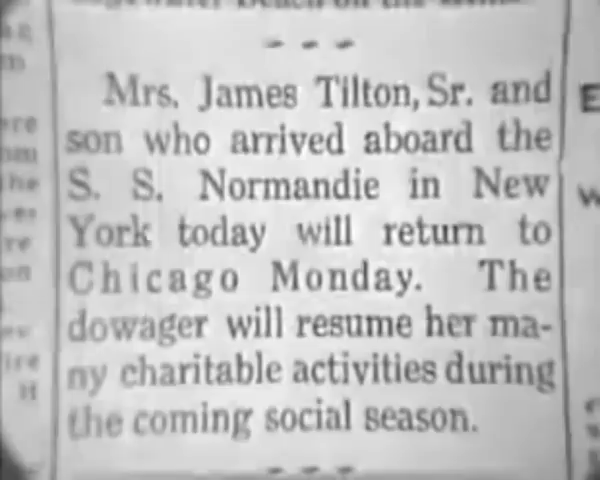 Mrs. James Tilton, Sr. and
son who arrived aboard the
S. S. Normandie in New
York today will return to
Chicago Monday. The
dowager will resume her ma-
ny charitable activities during
the coming social season.